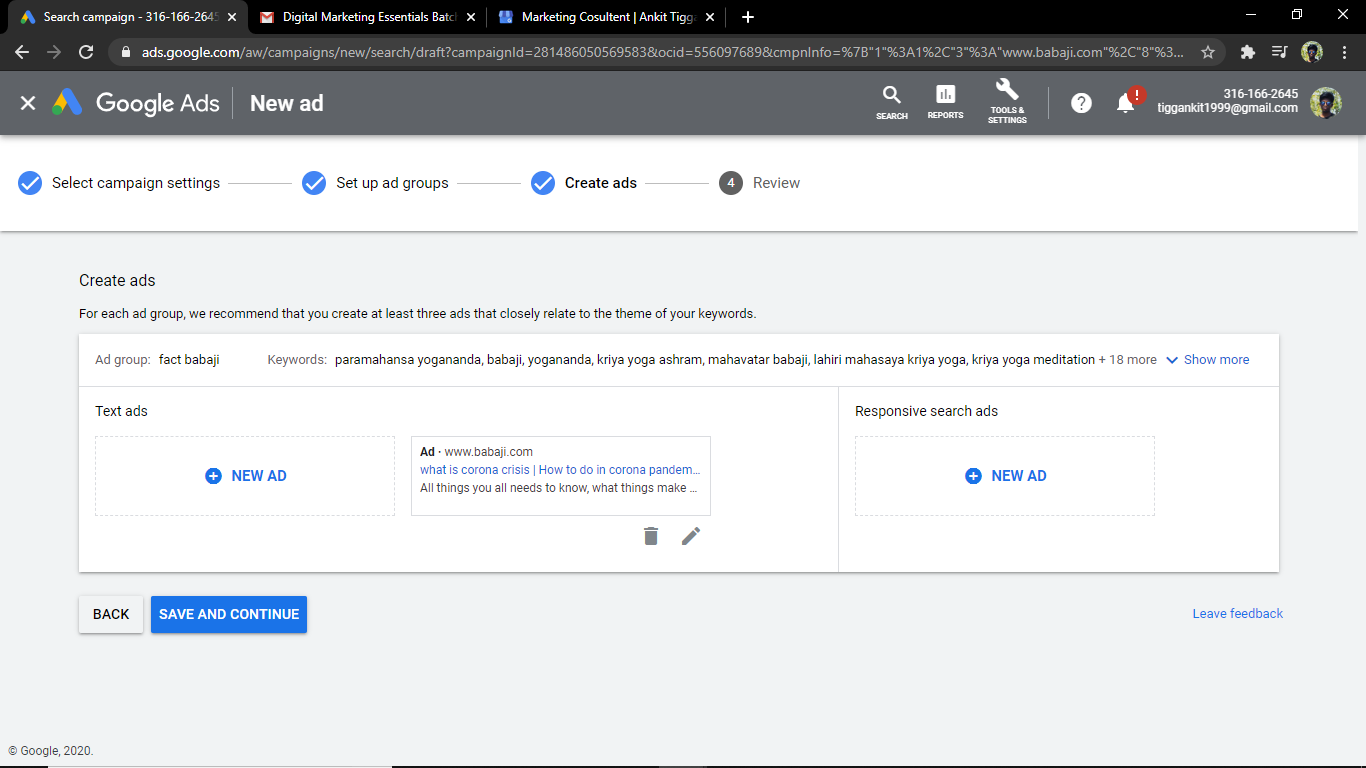 Search campaign - 316-166-2645
Digital Marketing Essentials Batch
Marketing Cosultent | Ankit Tigga
ads.google.com/aw/campaigns/new/search/draft?campaignId=281486050569583&ocid=556097689&cmpnInfo=%7B"1"%3A1%2C"3"%3A"www.babaji.com"%2C"8"%3...
Google Ads
New ad
SEARCH
REPORTS
TOOLS &
SETTINGS
!
316-166-2645
tiggankit1999@gmail.com
Select campaign settings
Set up ad groups
Create ads
4
Review
Create ads
For each ad group, we recommend that you create at least three ads that closely relate to the theme of your keywords.
Ad group: fact babaji
Keywords: paramahansa yogananda, babaji, yogananda, kriya yoga ashram, mahavatar babaji, lahiri mahasaya kriya yoga, kriya yoga meditation + 18 more
Show more
Text ads
NEW AD
Ad · www.babaji.com
what is corona crisis | How to do in corona pandem...
All things you all needs to know, what things make ...
Responsive search ads
NEW AD
BACK
SAVE AND CONTINUE
Leave feedback
© Google, 2020.